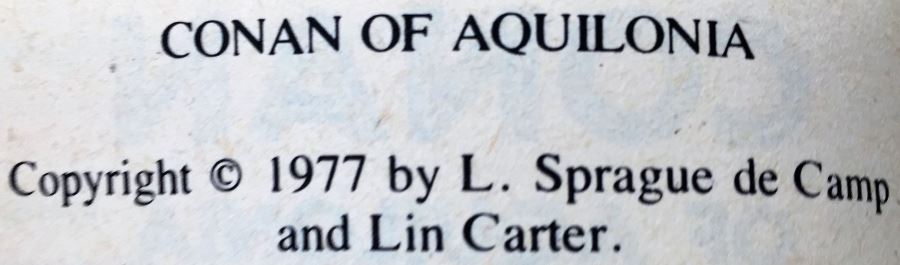 CONAN OF AQUILONIA
Copyright © 1977 by L. Sprague de Camp
and Lin Carter.